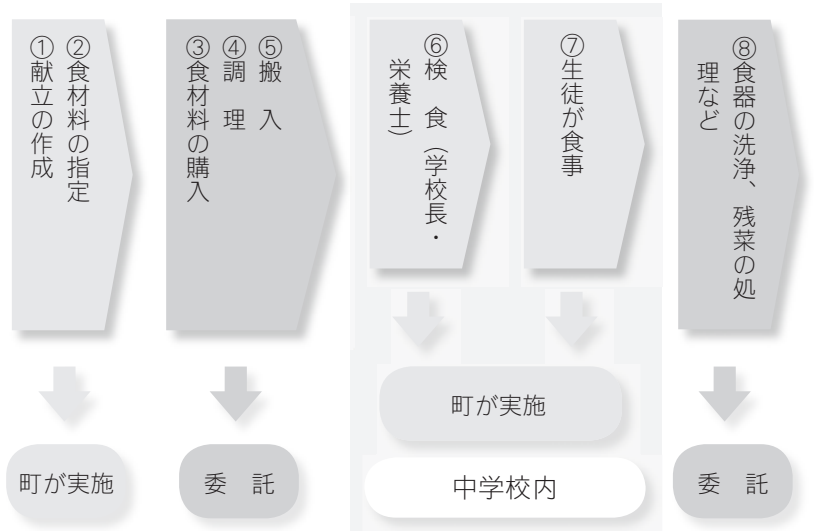 ①献立の作成
②食材料の指定
③食材料の購入
④調　理
⑤搬　入
⑥検　食（学校長・
栄養士）
⑦生徒が食事
⑧食器の洗浄、残菜の処
理など
町が実施
委　託
町が実施
中学校内
委　託